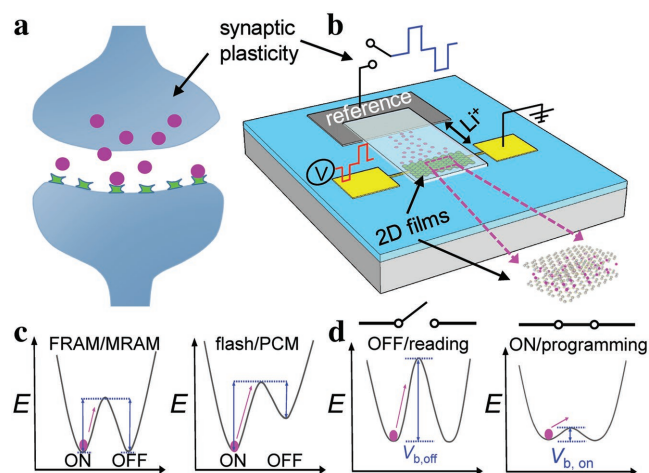 a
synaptic
plasticity
b
reference
Li+
V
2D films
c
FRAM/MRAM
flash/PCM
E
ON
OFF
ON
OFF
d
OFF/reading
ON/programming
E
Vb,off
Vb, on